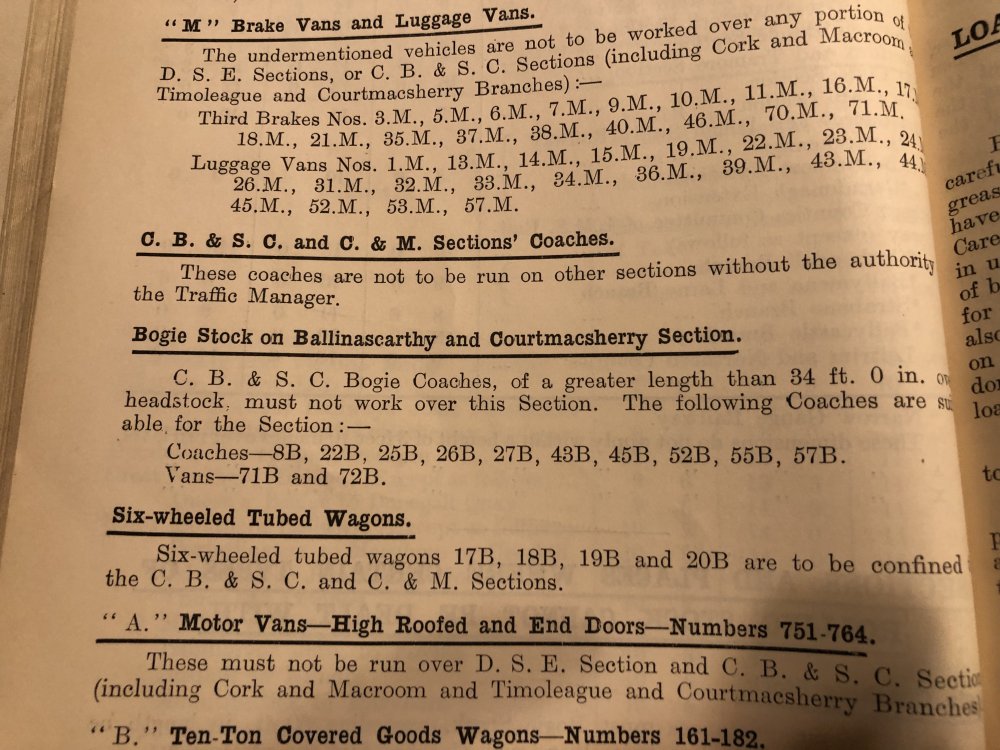 "M" Brake Vans and Luggage Vans.
The undermentioned vehicles are not to be worked over any portion of
D. S. E. Sections, or C. B. & S. C. Sections (including Cork and Macroom
Timoleague and Courtmacsherry Branches) :—
Third Brakes Nos. 3.M., 5.M., 6.M., 7.M., 9.M., 10.M., 11.M., 16.M., 17.
18.M., 21.M., 35.M., 37.M., 38.M., 40.M., 46.M., 70.M., 71.M.
Luggage Vans Nos. 1.M., 13.M., 14.M., 15.M., 19.M., 22.M., 23.M., 24.
26.M., 31.M., 32.M., 33.M., 34.M., 36.M., 39.M., 43.M., 44.
45.M., 52.M., 53.M., 57.M.
C. B. & S. C. and C. & M. Sections' Coaches.
These coaches are not to be run on other sections without the authority
the Traffic Manager.
Bogie Stock on Ballinascarthy and Courtmacsherry Section.
C. B. & S. C. Bogie Coaches, of a greater length than 34 ft. 0 in.
headstock, must not work over this Section. The following Coaches are
able for the Section :—
Coaches—8B, 22B, 25B, 26B, 27B, 43B, 45B, 52B, 55B, 57B.
Vans—71B and 72B.
Six-wheeled Tubed Wagons.
Six-wheeled tubed wagons 17B, 18B, 19B and 20B are to be confined
the C. B. & S. C. and C. & M. Sections.
"A." Motor Vans—High Roofed and End Doors—Numbers 751-764.
These must not be run over D. S. E. Section and C. B. & S. C. Section
(including Cork and Macroom and Timoleague and Courtmacsherry Branches)
"B." Ten-Ton Covered Goods Wagons—Numbers 161-182.
LOA
carefu
greas
have
Care
in u
of b
for
also
on
don
loa
to